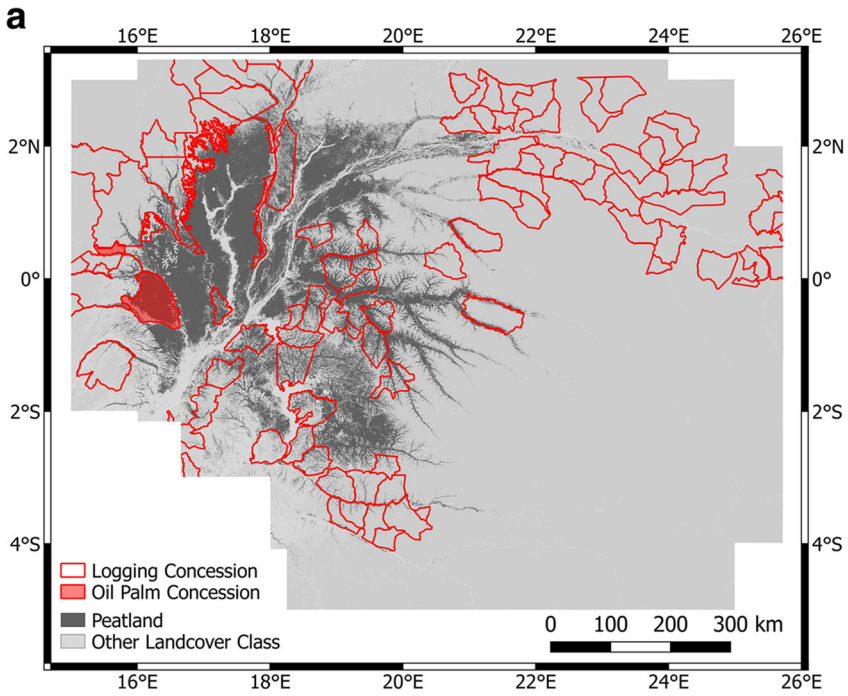 a
16°E 18°E 20°E 22°E 24°E 26°E
2°N 2°N
0° 0°
2°S 2°S
4°S 4°S
Logging Concession
Oil Palm Concession
Peatland
Other Landcover Class
0 100 200 300 km
16°E 18°E 20°E 22°E 24°E 26°E